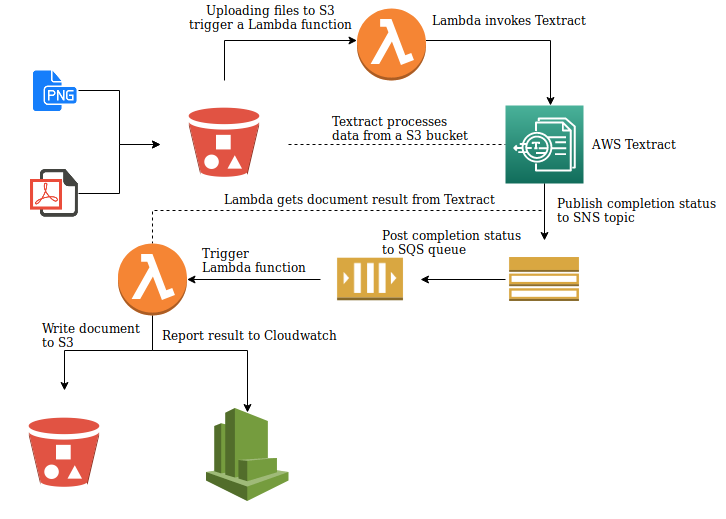 Uploading files to S3
trigger a Lambda function
Lambda invokes Textract
PNG
Textract processes
data from a S3 bucket
AWS Textract
Lambda gets document result from Textract
Publish completion status
to SNS topic
Post completion status
to SQS queue
Trigger
Lambda function
Write document
to S3
Report result to Cloudwatch